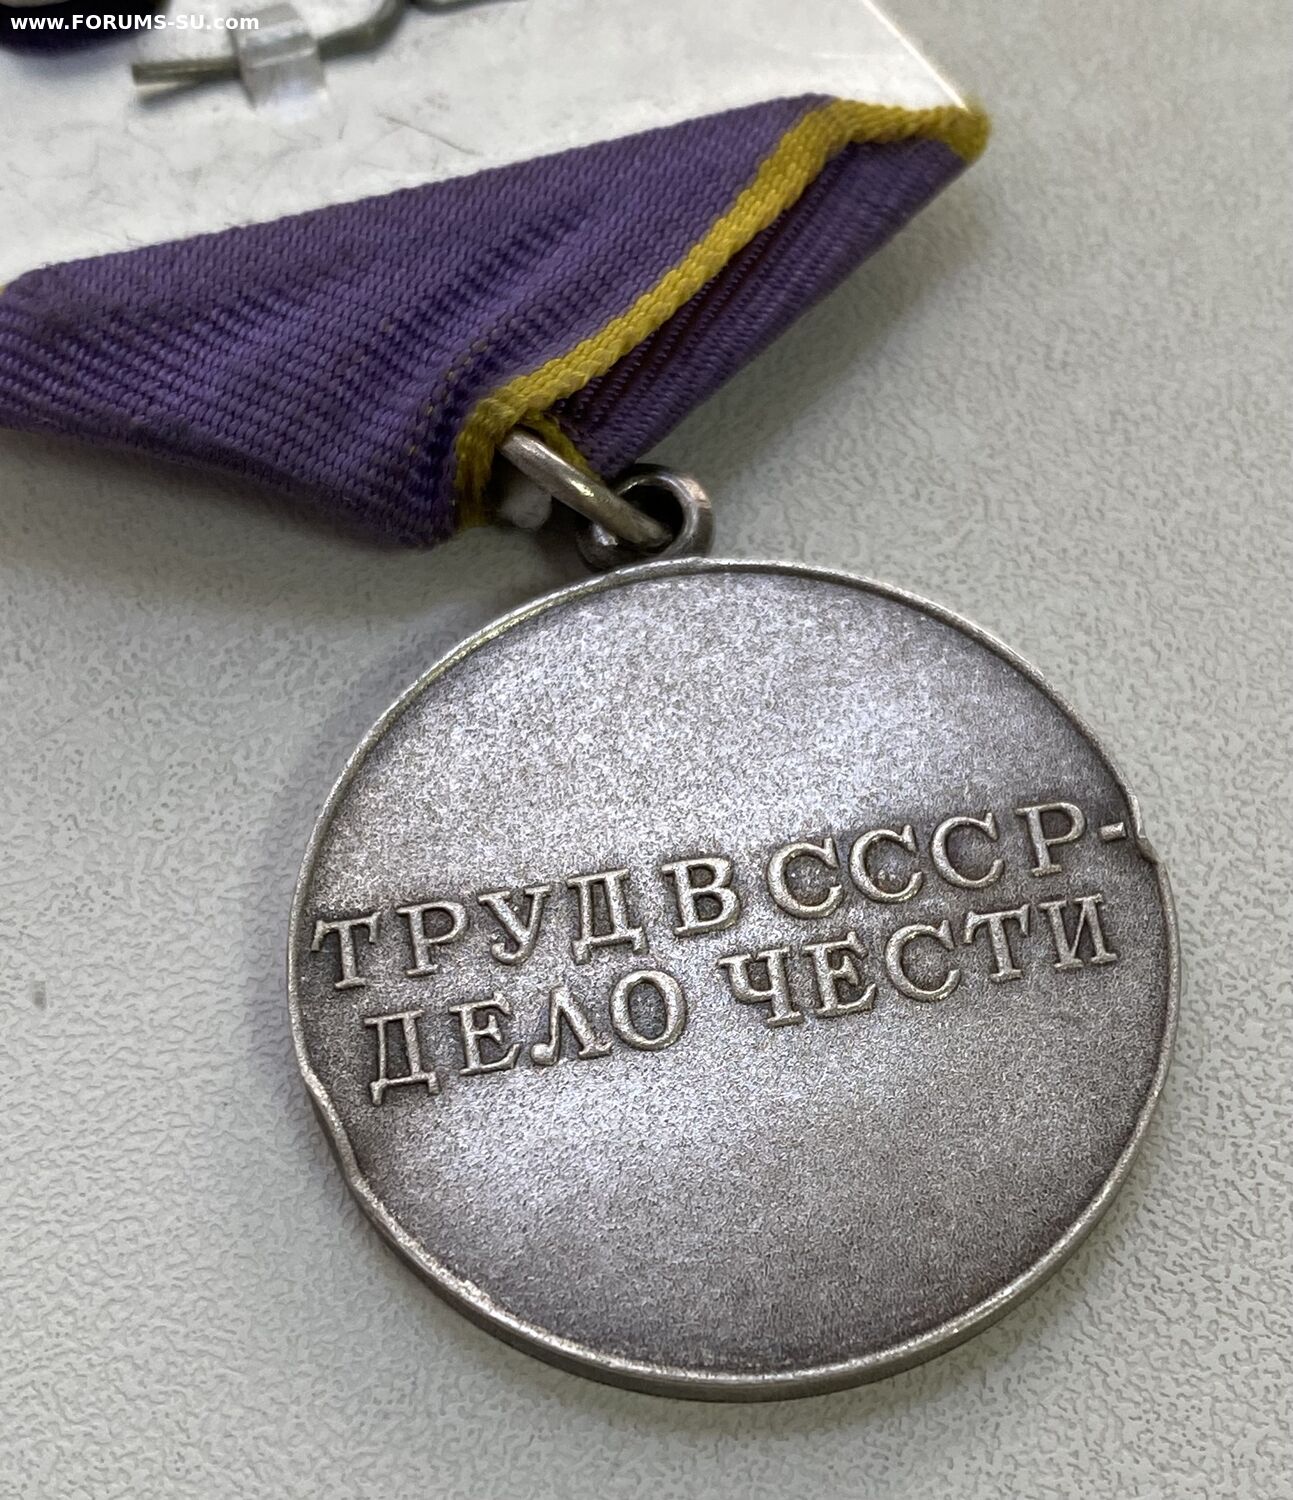 www.FORUMS-SU.com
ТРУД В СССР-
ДЕЛО ЧЕСТИ